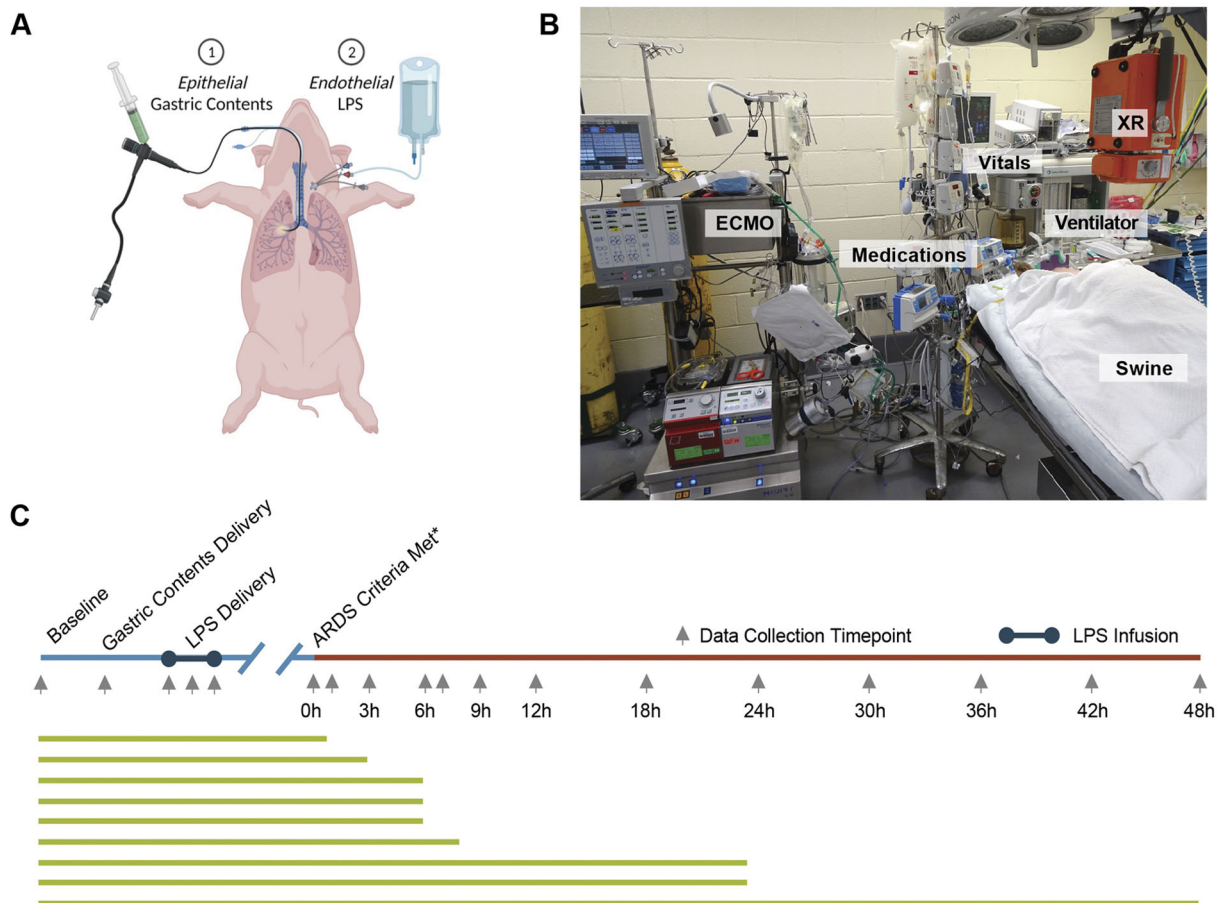 A
1
Epithelial
Gastric Contents
2
Endothelial
LPS
B
XR
Vitals
ECMO
Ventilator
Medications
Swine
C
Baseline
Gastric Contents Delivery
LPS Delivery
ARDS Criteria Met*
Data Collection Timepoint
LPS Infusion
0h 3h 6h 9h 12h 18h 24h 30h 36h 42h 48h